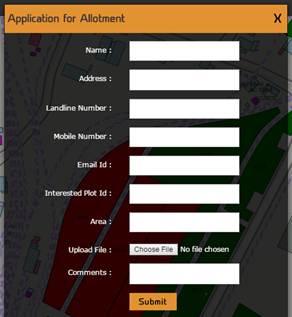 Application for Allotment X
Name :
Address :
Landline Number :
Mobile Number :
Email Id :
Interested Plot Id :
Area :
Upload File : Choose File No file chosen
Comments :
Submit